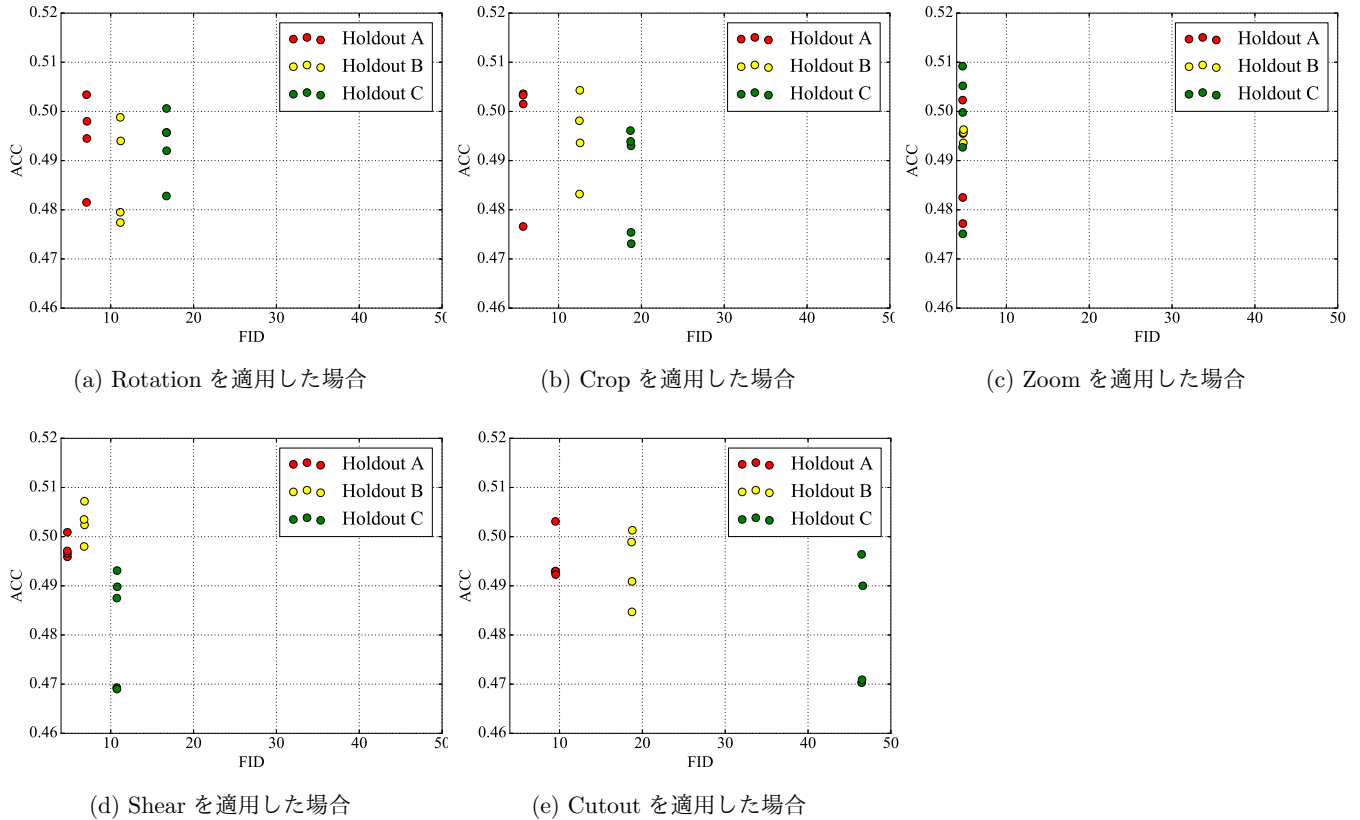 0.52
0.51
0.50
0.49
0.48
0.47
0.46
ACC
10
20
30
40
50
FID
Holdout A
Holdout B
Holdout C
(a) Rotation を適用した場合
0.52
0.51
0.50
0.49
0.48
0.47
0.46
ACC
10
20
30
40
50
FID
Holdout A
Holdout B
Holdout C
(b) Crop を適用した場合
0.52
0.51
0.50
0.49
0.48
0.47
0.46
ACC
10
20
30
40
50
FID
Holdout A
Holdout B
Holdout C
(c) Zoom を適用した場合
0.52
0.51
0.50
0.49
0.48
0.47
0.46
ACC
10
20
30
40
50
FID
Holdout A
Holdout B
Holdout C
(d) Shear を適用した場合
0.52
0.51
0.50
0.49
0.48
0.47
0.46
ACC
10
20
30
40
50
FID
Holdout A
Holdout B
Holdout C
(e) Cutout を適用した場合